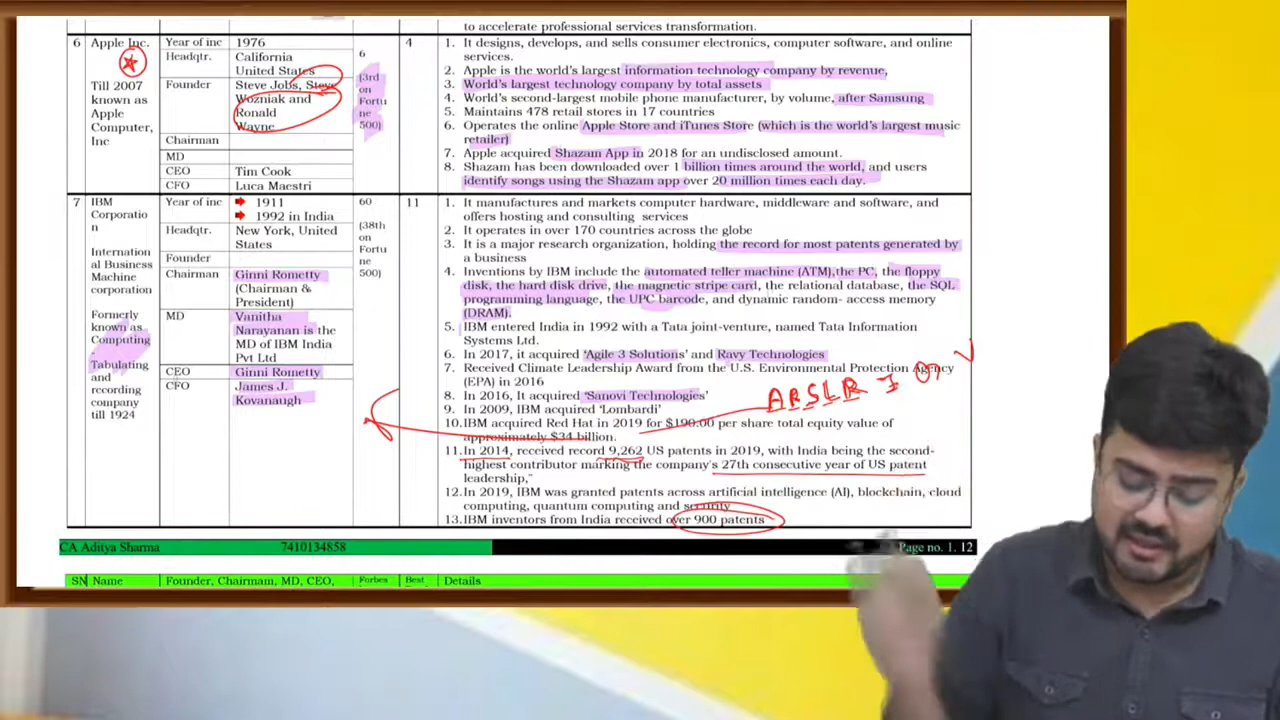 to accelerate professional services transformation.
6
Apple Inc.
Till 2007
known as
Apple
Computer,
Inc
Year of inc
1976
Headqtr.
California
United States
Founder
Steve Jobs, Steve
Wozniak and
Ronald
Wayne
Chairman
MD
CEO
Tim Cook
CFO
Luca Maestri
6
(3rd
on
Fortu
ne
500)
4
1. It designs, develops, and sells consumer electronics, computer software, and online
services.
2. Apple is the world's largest information technology company by revenue,
3. World's largest technology company by total assets
4. World's second-largest mobile phone manufacturer, by volume, after Samsung
5. Maintains 478 retail stores in 17 countries
6. Operates the online Apple Store and iTunes Store (which is the world's largest music
retailer)
7. Apple acquired Shazam App in 2018 for an undisclosed amount.
8. Shazam has been downloaded over 1 billion times around the world, and users
identify songs using the Shazam app over 20 million times each day.
7
IBM
Corporatio
n
Internation
al Business
Machine
corporation
Formerly
known as
Computing
,
Tabulating
and
recording
company
till 1924
Year of inc
1911
1992 in India
Headqtr.
New York, United
States
Founder
Chairman
Ginni Rometty
(Chairman &
President)
MD
Vanitha
Narayanan is the
MD of IBM India
Pvt Ltd
CEO
Ginni Rometty
CFO
James J.
Kovanaugh
60
(38th
on
Fortu
ne
500)
11
1. It manufactures and markets computer hardware, middleware and software, and
offers hosting and consulting services
2. It operates in over 170 countries across the globe
3. It is a major research organization, holding the record for most patents generated by
a business
4. Inventions by IBM include the automated teller machine (ATM),the PC, the floppy
disk, the hard disk drive, the magnetic stripe card, the relational database, the SQL
programming language, the UPC barcode, and dynamic random- access memory
(DRAM).
5. IBM entered India in 1992 with a Tata joint-venture, named Tata Information
Systems Ltd.
6. In 2017, it acquired 'Agile 3 Solutions' and Ravy Technologies
7. Received Climate Leadership Award from the U.S. Environmental Protection Agency
(EPA) in 2016
8. In 2016, It acquired 'Sanovi Technologies'
9. In 2009, IBM acquired 'Lombardi'
ARSLR
10.IBM acquired Red Hat in 2019 for $190.00 per share total equity value of
approximately $34 billion.
11.In 2014, received record 9,262 US patents in 2019, with India being the second-
highest contributor marking the company's 27th consecutive year of US patent
leadership,"
12.In 2019, IBM was granted patents across artificial intelligence (AI), blockchain, cloud
computing, quantum computing and security
13.IBM inventors from India received over 900 patents
CA Aditya Sharma 7410134858 Page no. 1. 12
SN Name Founder, Chairmam, MD, CEO, Forbes Best Details